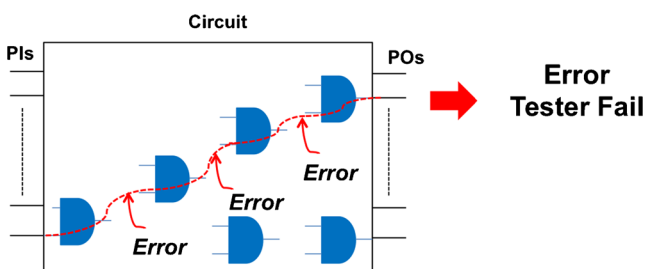 Circuit
PIs
POs
Error
Tester Fail
Error
Error
Error